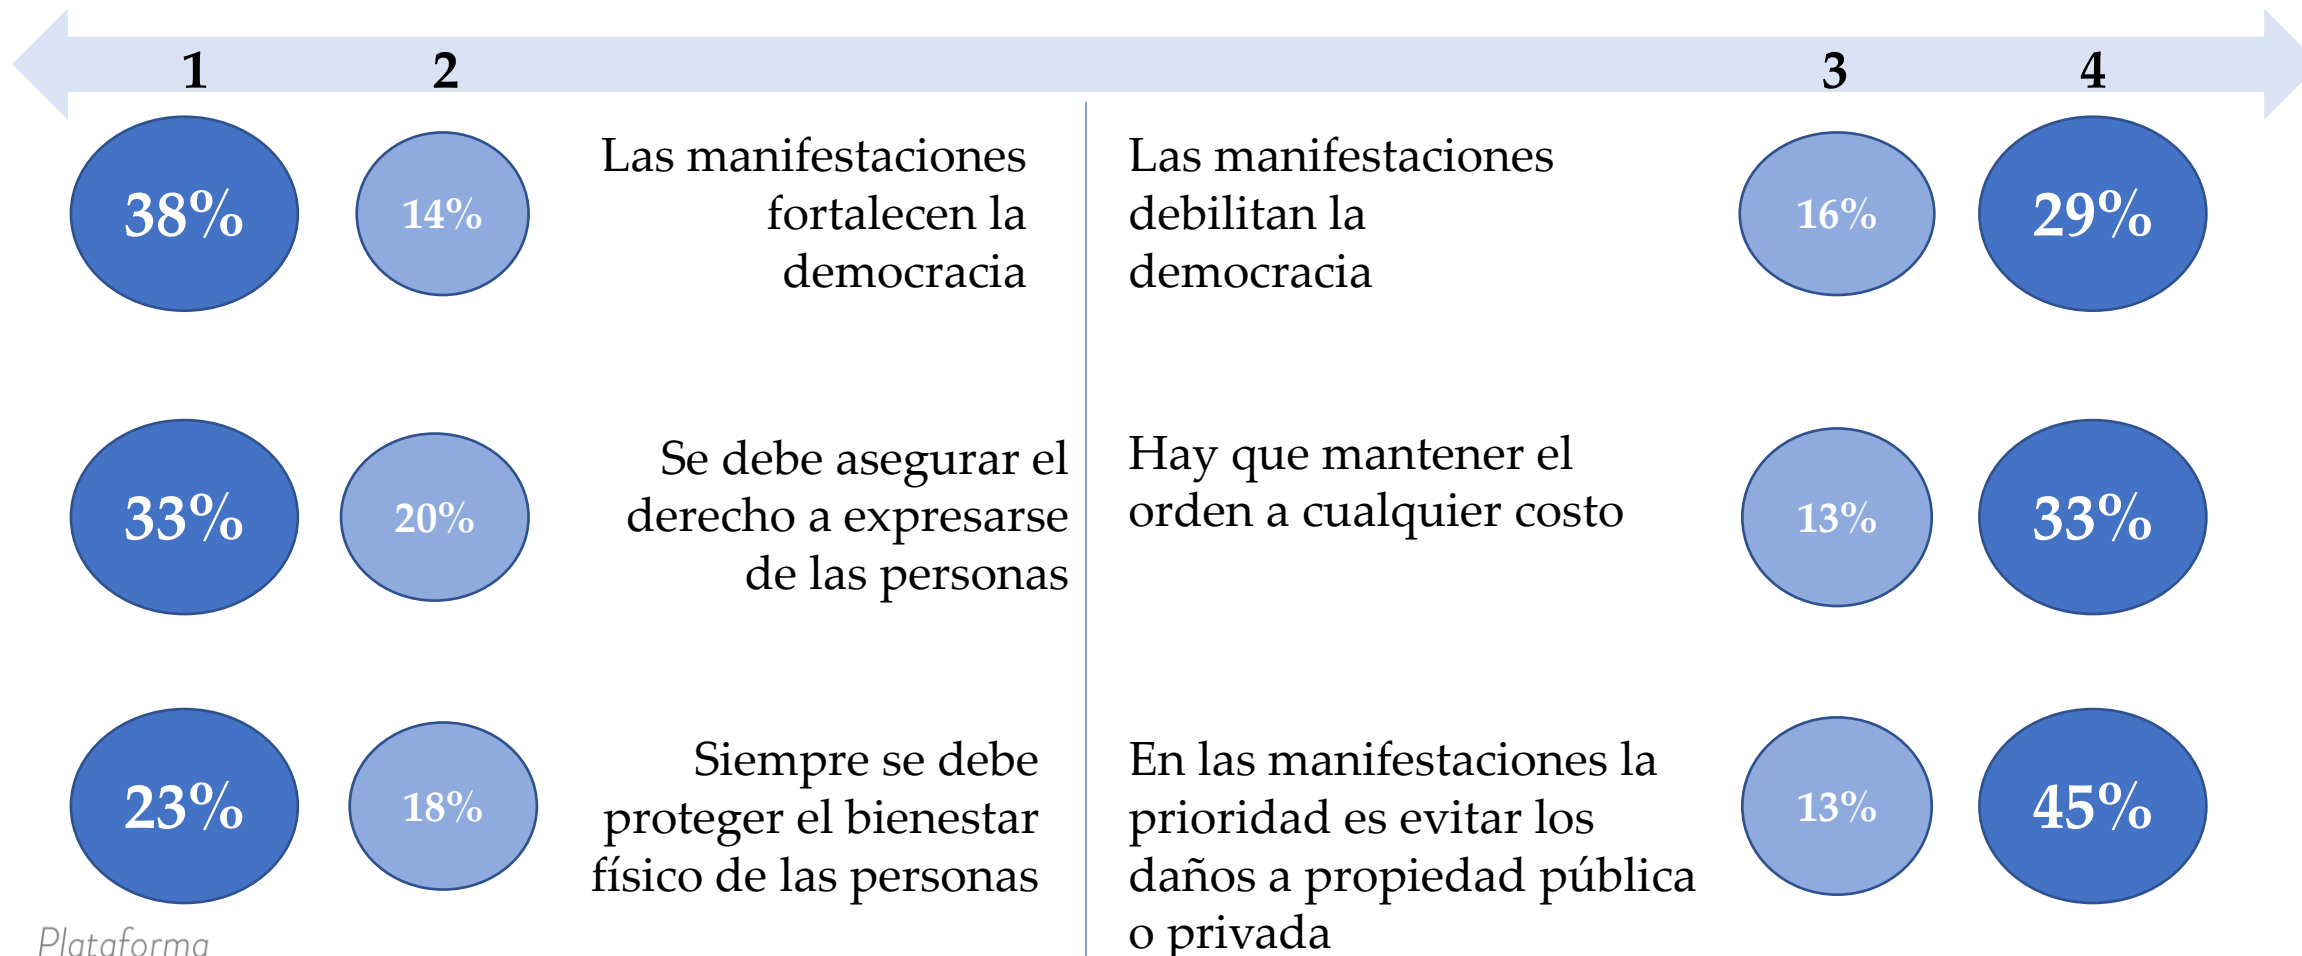 1 2 3 4
38% 14% Las manifestaciones
fortalecen la
democracia
Las manifestaciones
debilitan la
democracia
16% 29%
33% 20% Se debe asegurar el
derecho a expresarse
de las personas
Hay que mantener el
orden a cualquier costo
13% 33%
23% 18% Siempre se debe
proteger el bienestar
físico de las personas
En las manifestaciones la
prioridad es evitar los
daños a propiedad pública
o privada
13% 45%
Plataforma